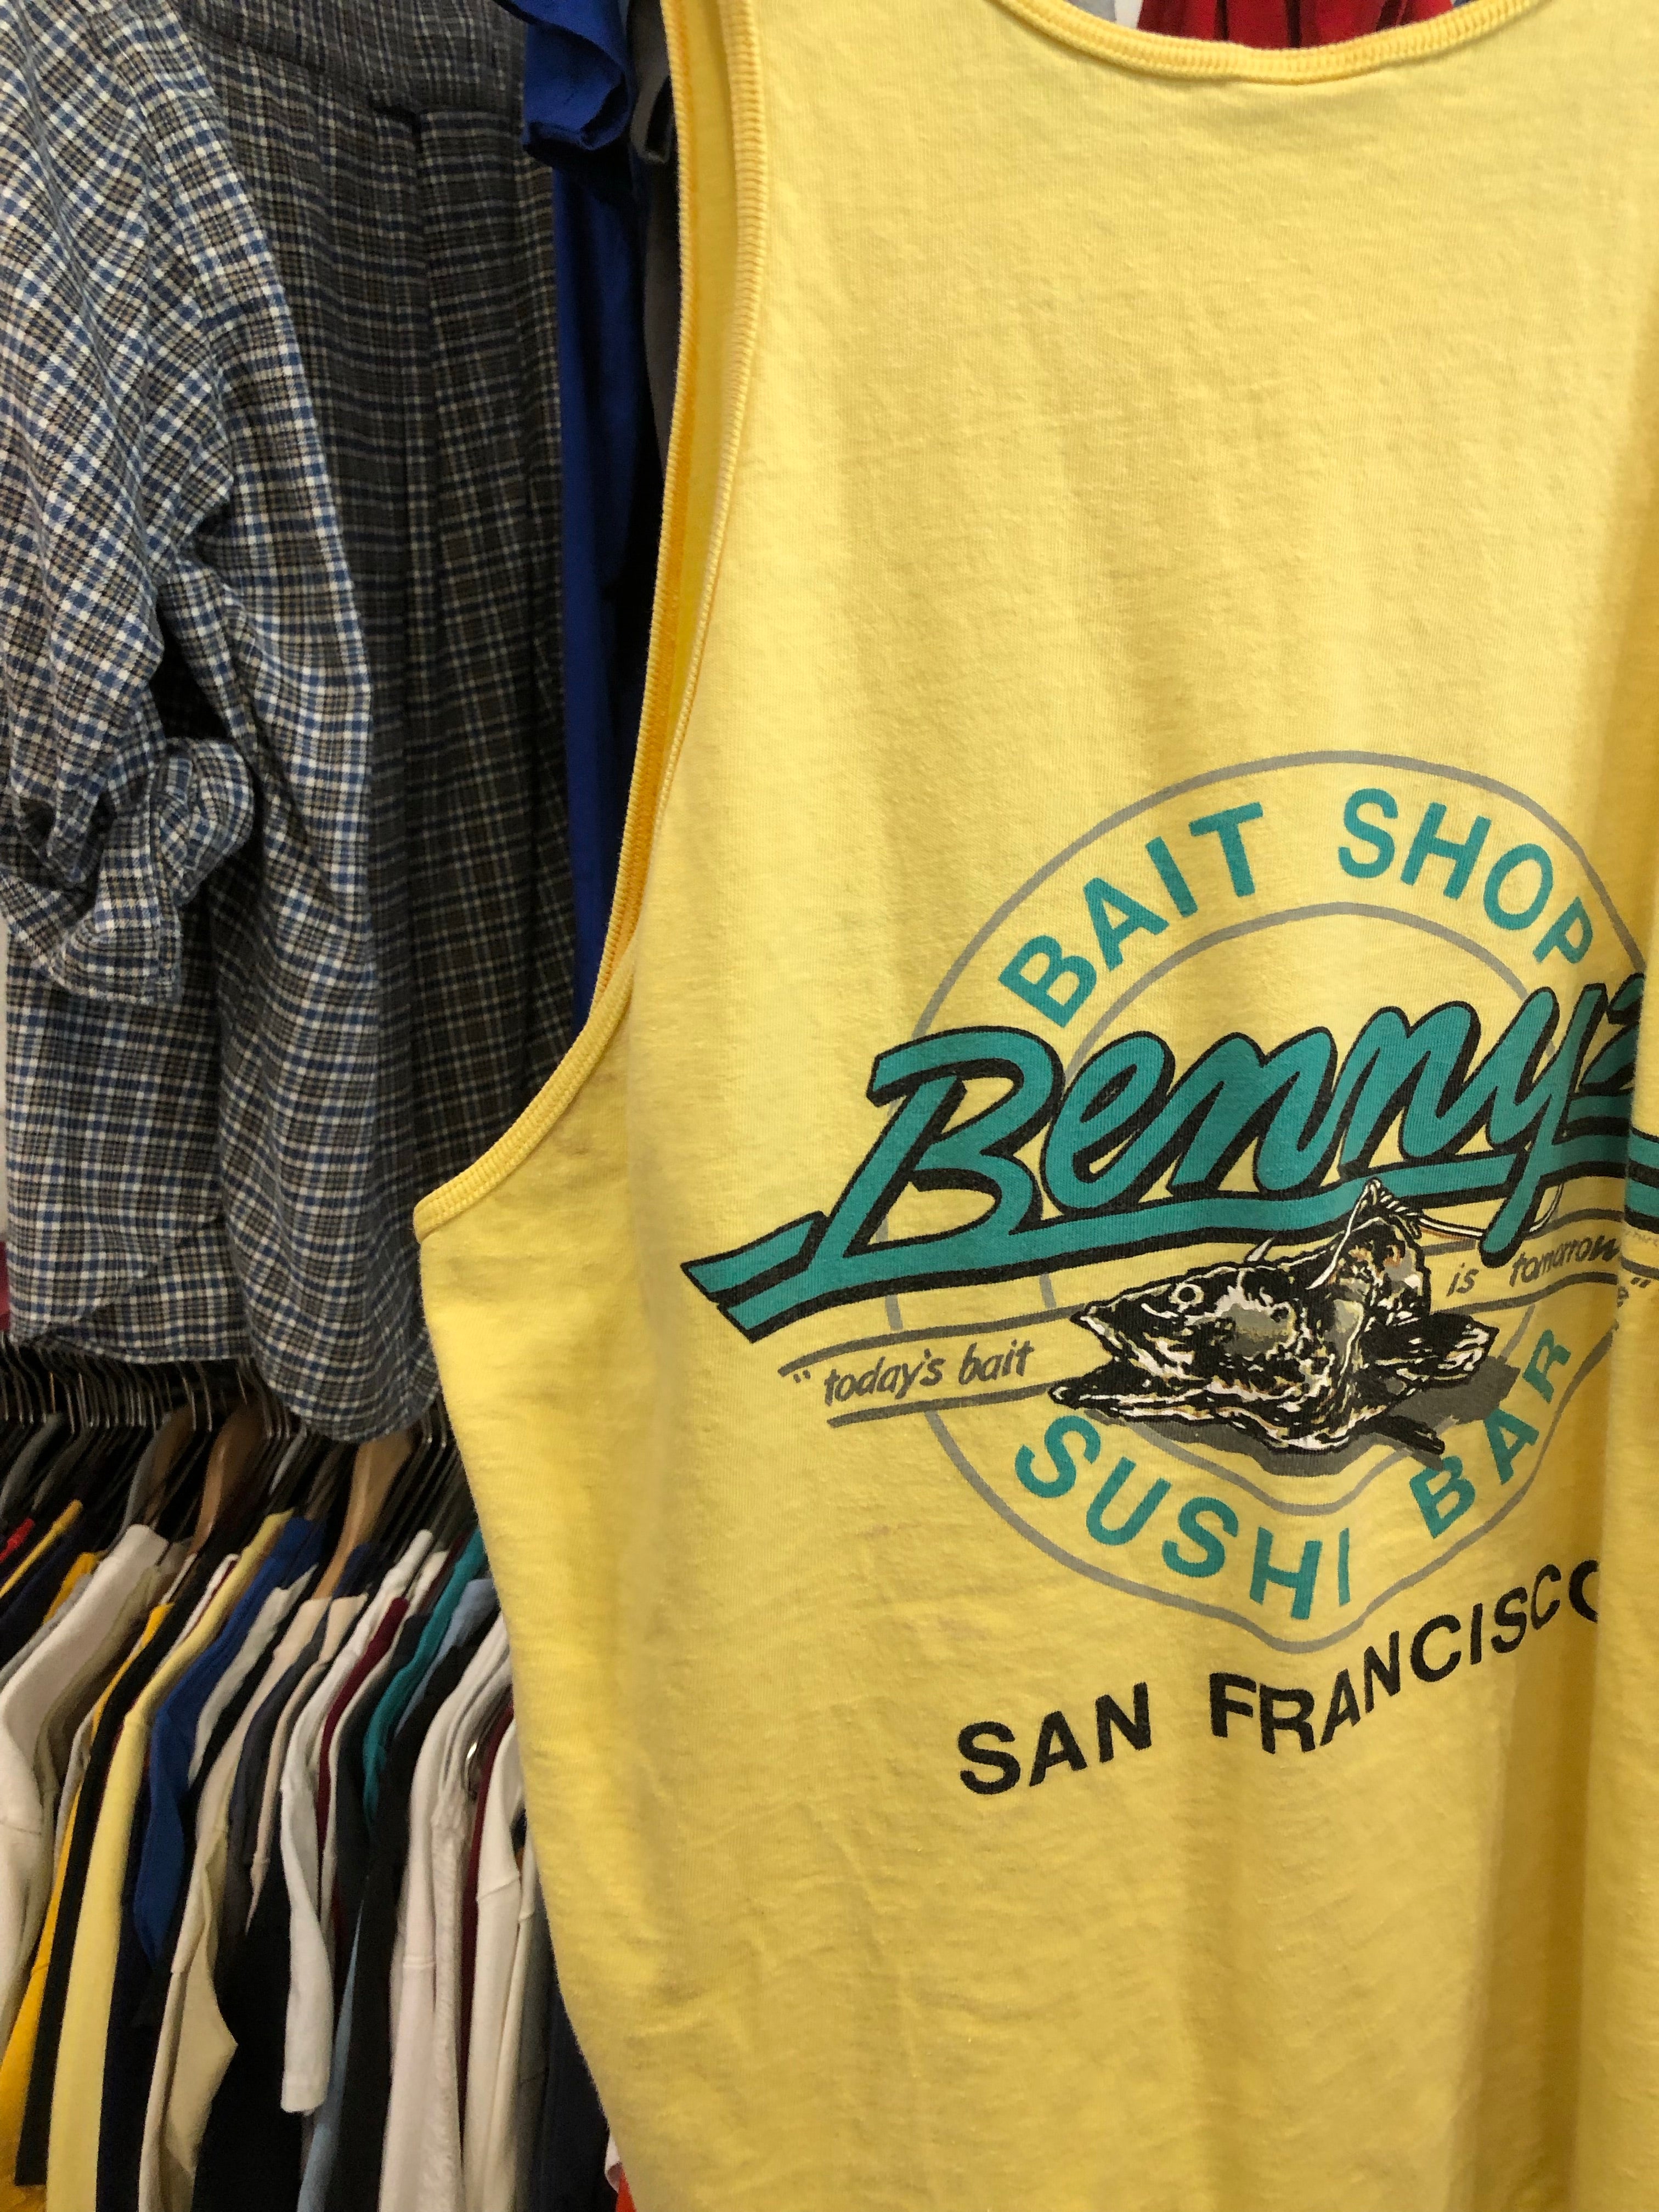 BAIT SHOP
Benny's
"today's bait is tomorrow's
SUSHI BAR
SAN FRANCISCO